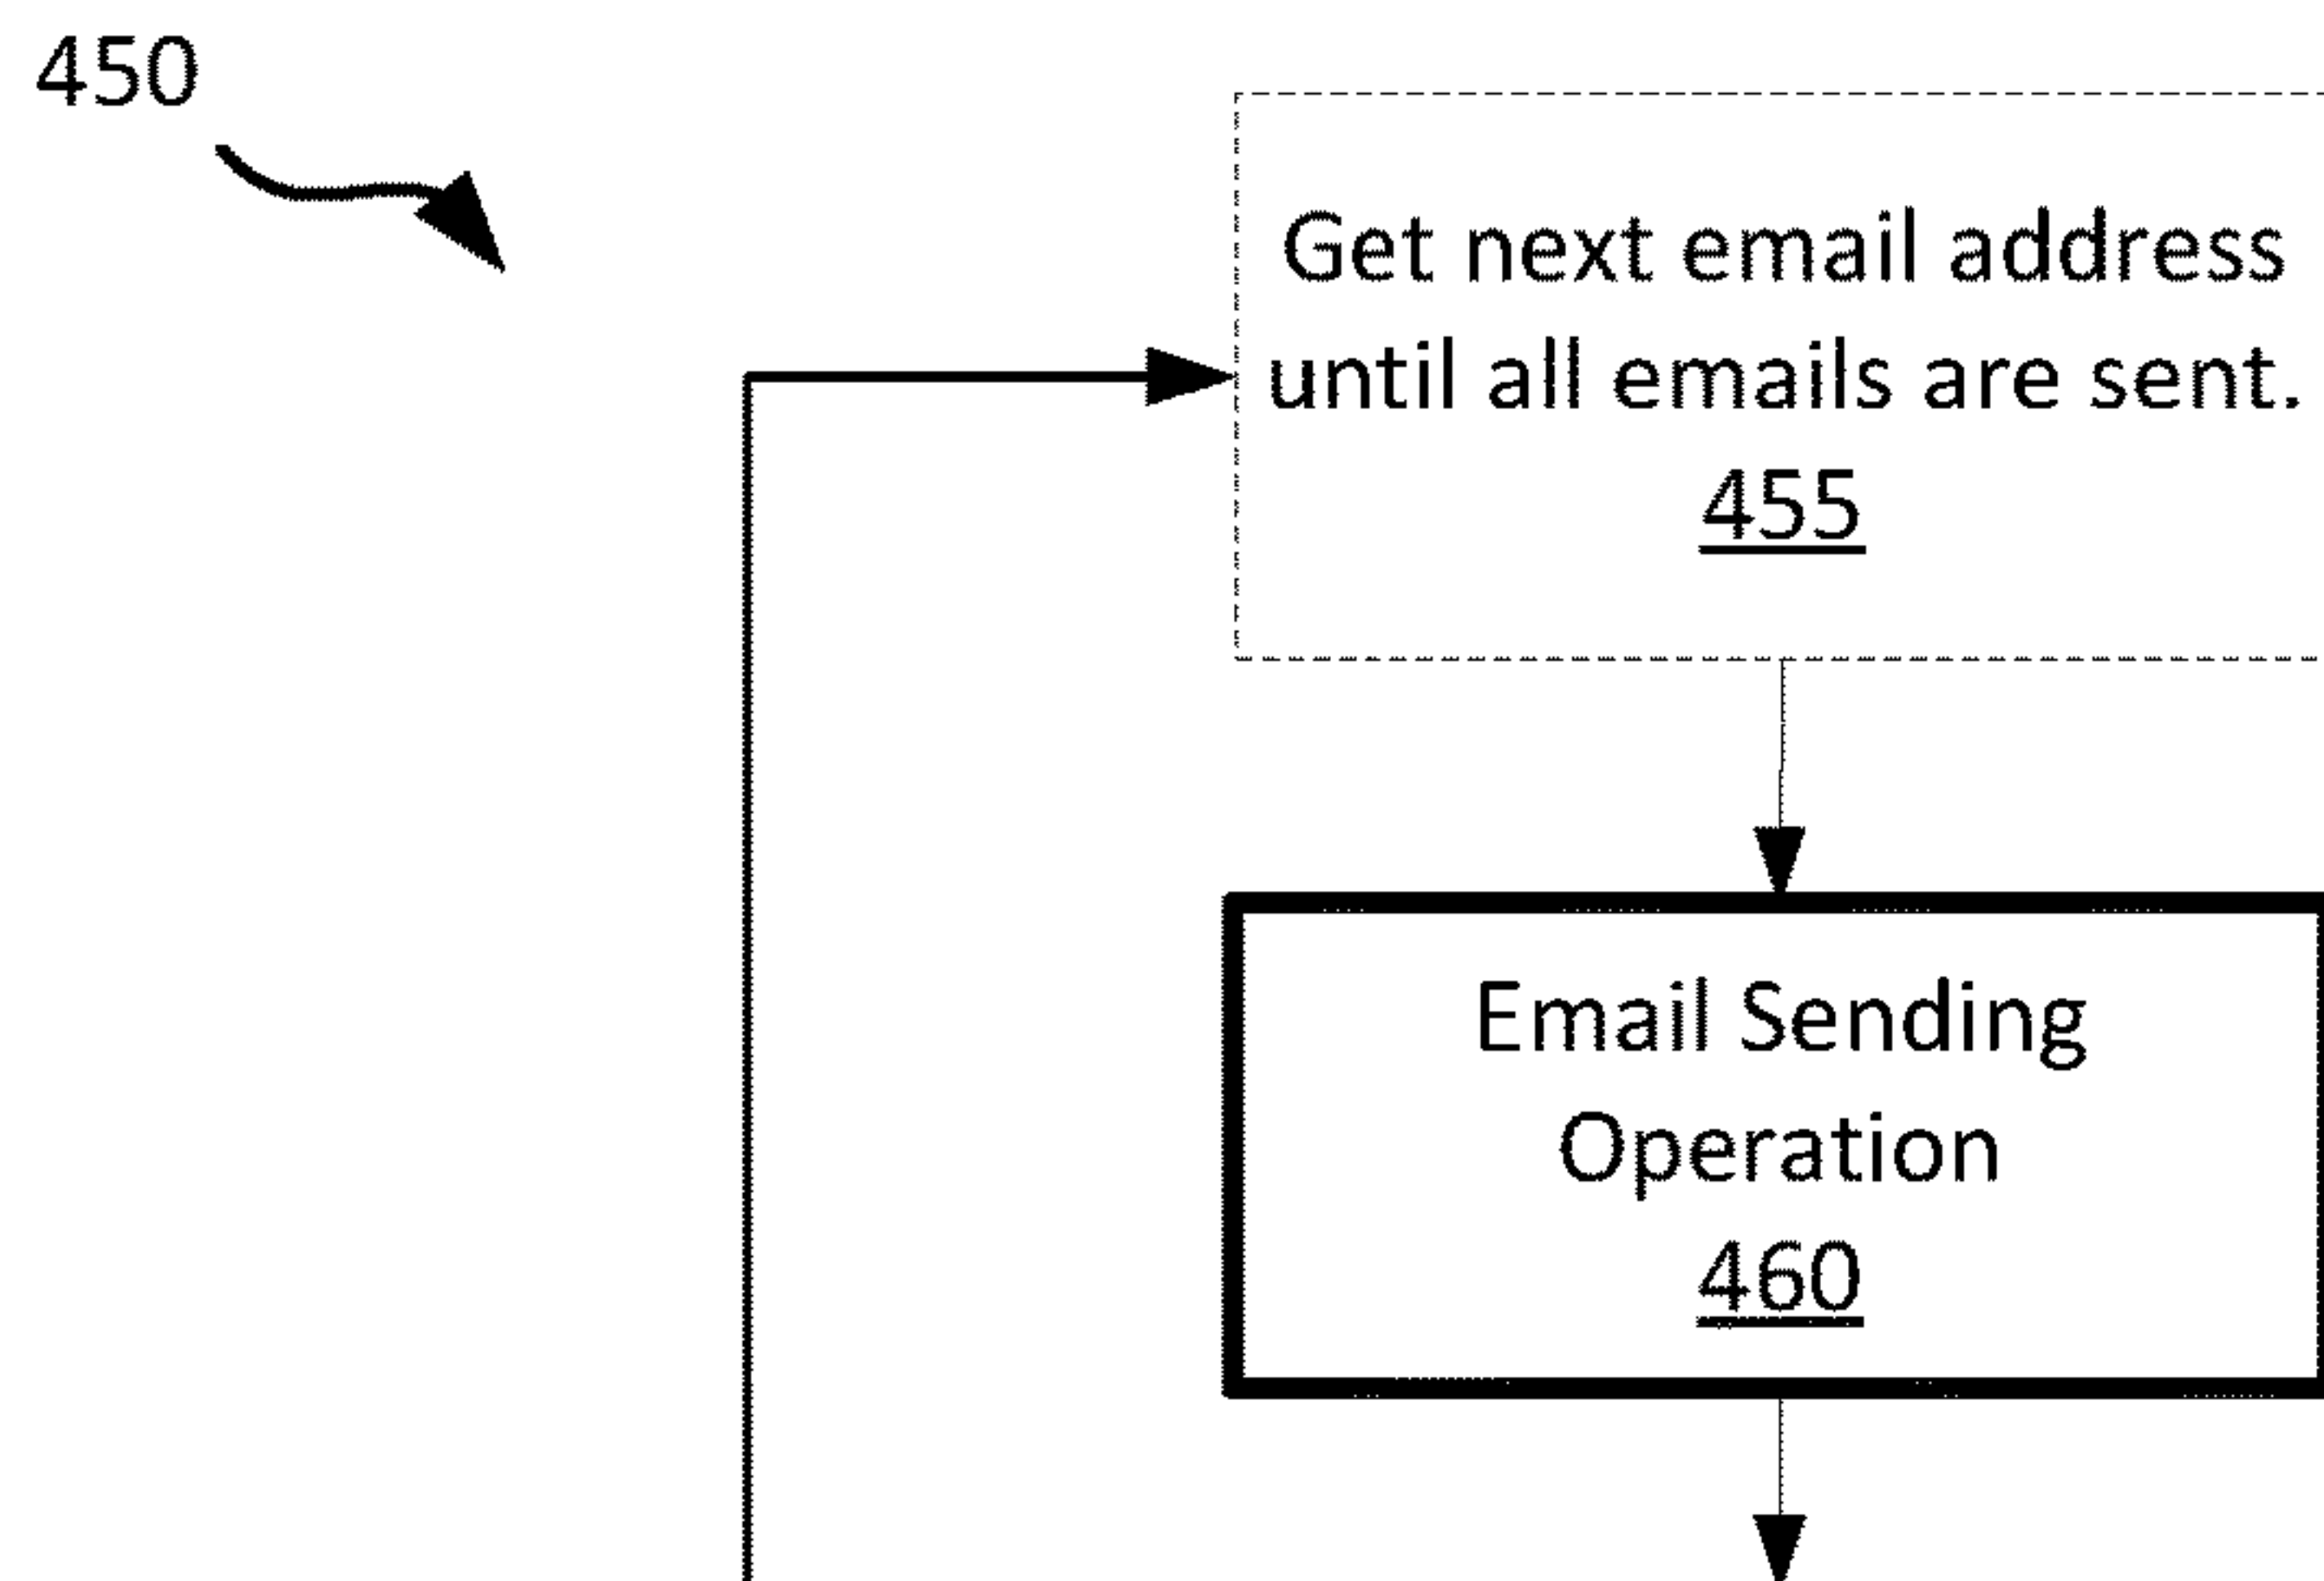 450
Get next email address
until all emails are sent.
455
Email Sending
Operation
460